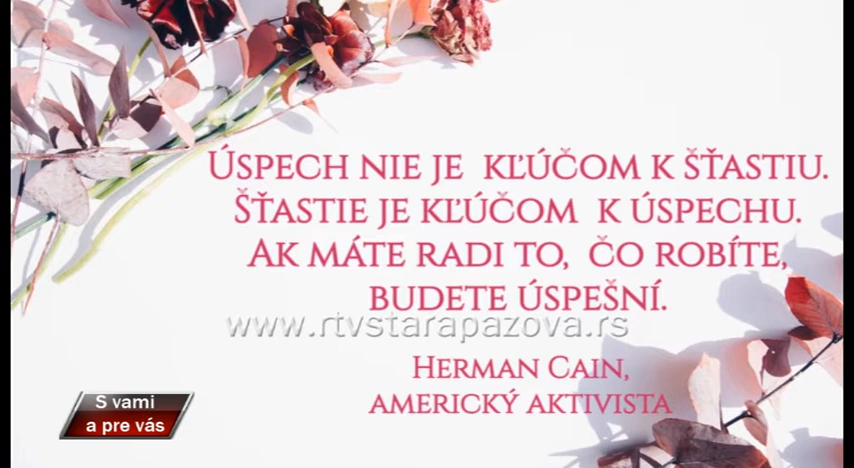 Úspech nie je kľúčom k šťastiu.
Šťastie je kľúčom k úspechu.
Ak máte radi to, čo robíte,
budete úspešní.
www.rtvstarapazova.rs
Herman Cain,
americký aktivista
S vami
a pre vás